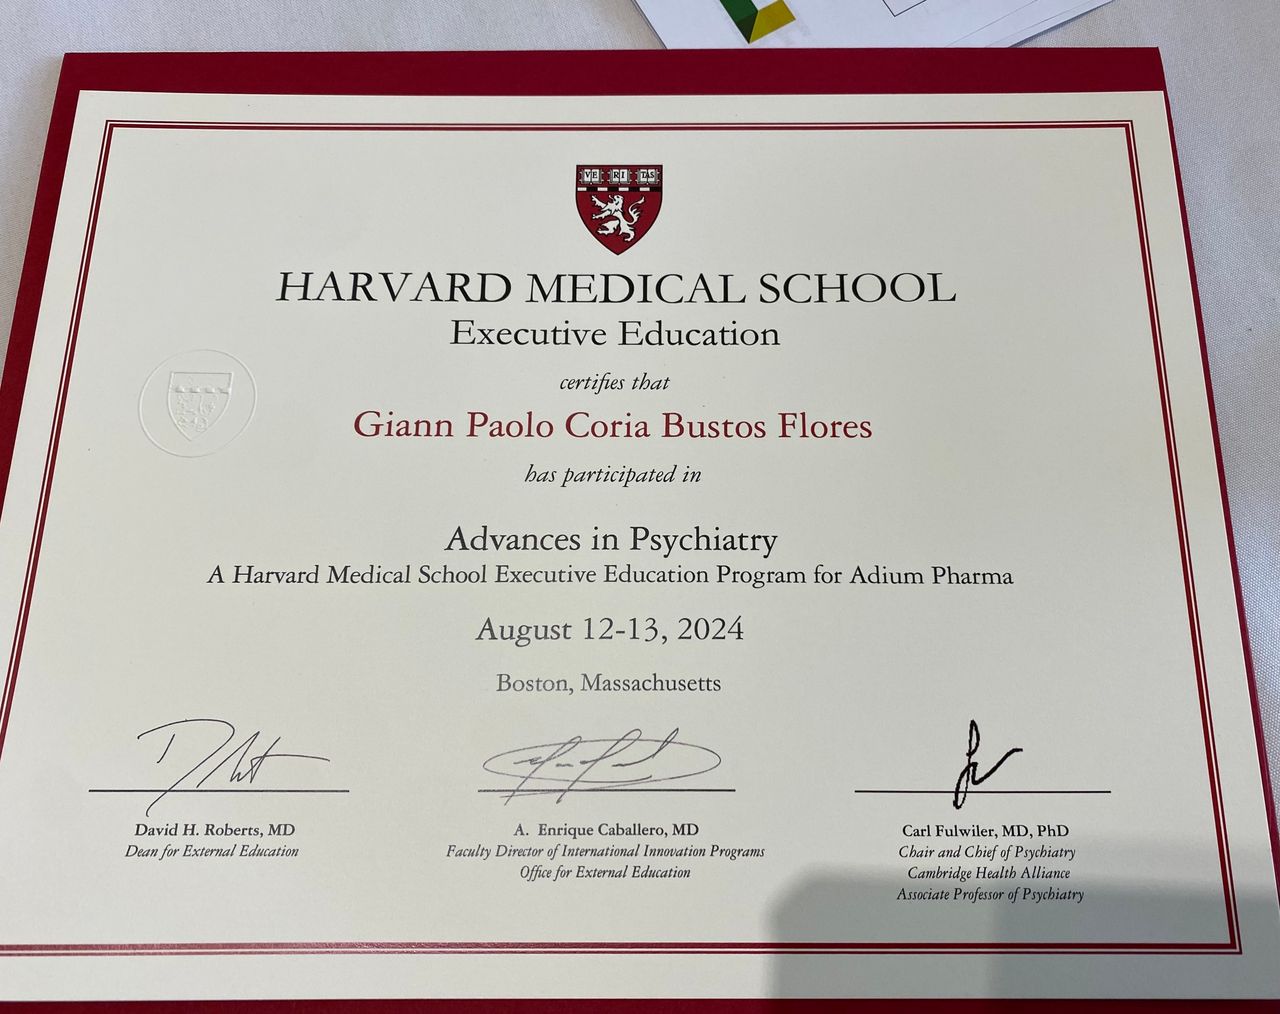 VE RI TAS
HARVARD MEDICAL SCHOOL
Executive Education
certifies that
Giann Paolo Coria Bustos Flores
has participated in
Advances in Psychiatry
A Harvard Medical School Executive Education Program for Adium Pharma
August 12-13, 2024
Boston, Massachusetts
David H. Roberts, MD
Dean for External Education
A. Enrique Caballero, MD
Faculty Director of International Innovation Programs
Office for External Education
Carl Fulwiler, MD, PhD
Chair and Chief of Psychiatry
Cambridge Health Alliance
Associate Professor of Psychiatry